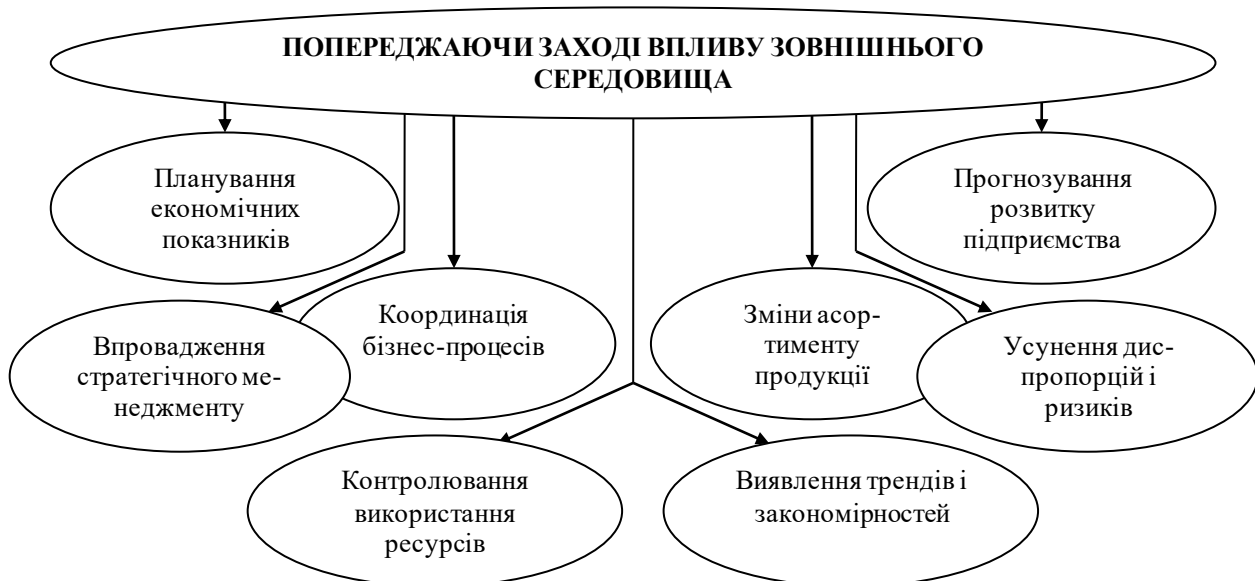 ПОПЕРЕДЖАЮЧИ ЗАХОДІ ВПЛИВУ ЗОВНІШНЬОГО
СЕРЕДОВИЩА
Планування
економічних
показників
Прогнозування
розвитку
підприємства
Впровадження
стратегічного ме-
неджменту
Координація
бізнес-процесів
Зміни асор-
тименту
продукції
Усунення дис-
пропорцій і
ризиків
Контролювання
використання
ресурсів
Виявлення трендів і
закономірностей